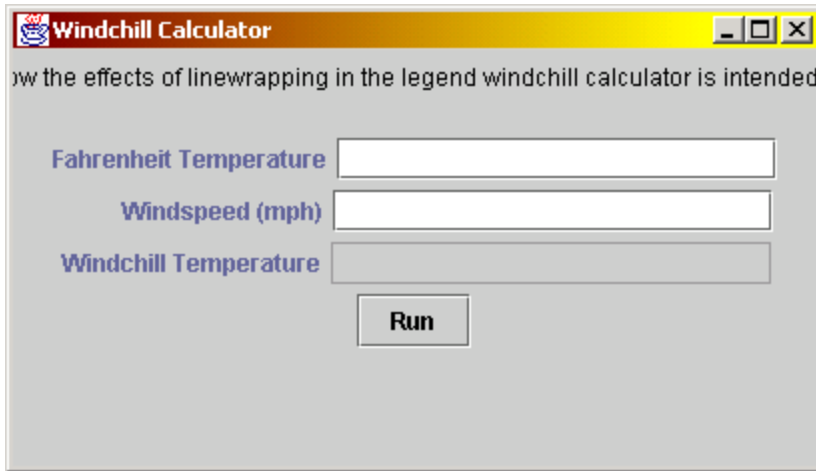 Windchill Calculator
ow the effects of linewrapping in the legend windchill calculator is intended
Fahrenheit Temperature
Windspeed (mph)
Windchill Temperature
Run